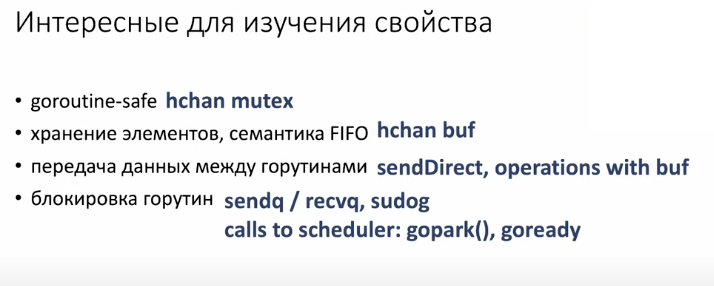 Интересные для изучения свойства
• goroutine-safe hchan mutex
• хранение элементов, семантика FIFO hchan buf
• передача данных между горутинами sendDirect, operations with buf
• блокировка горутин sendq / recvq, sudog
calls to scheduler: gopark(), goready